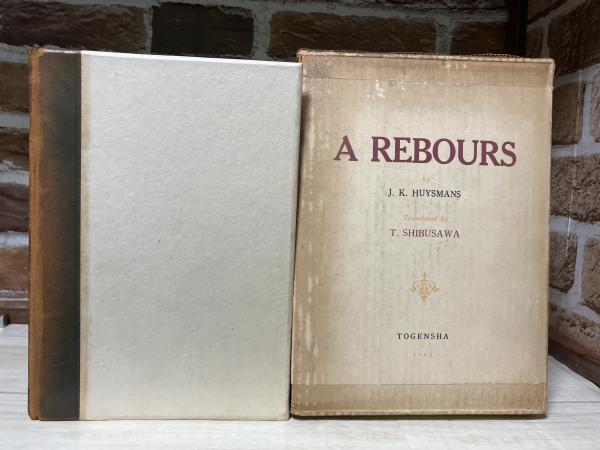 A REBOURS
by
J. K. HUYSMANS
Translated by
T. SHIBUSAWA
TOGENSHA